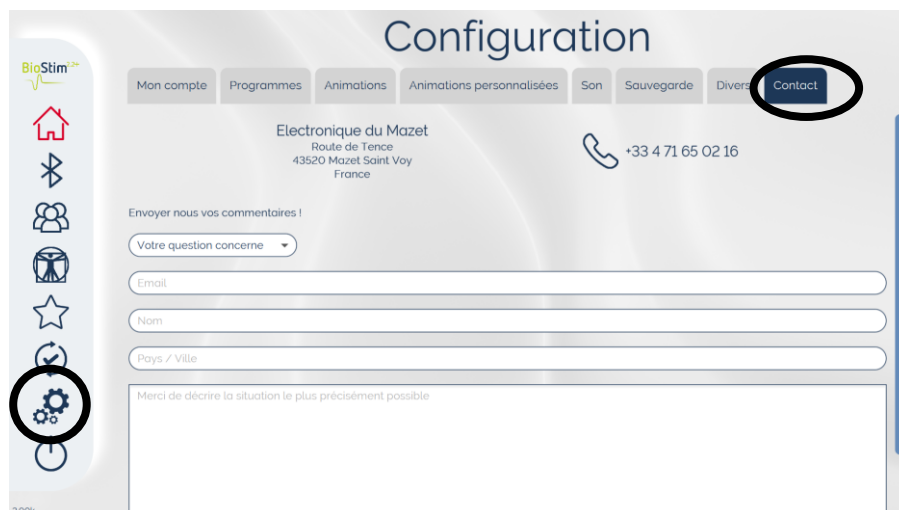 Configuration
BioStim
Mon compte Programmes Animations Animations personnalisées Son Sauvegarde Divers Contact
Electronique du Mazet
Route de Tence
43520 Mazet Saint Voy
France
+33 4 71 65 02 16
Envoyer nous vos commentaires !
Votre question concerne
Email
Nom
Pays / Ville
Merci de décrire la situation le plus précisément possible